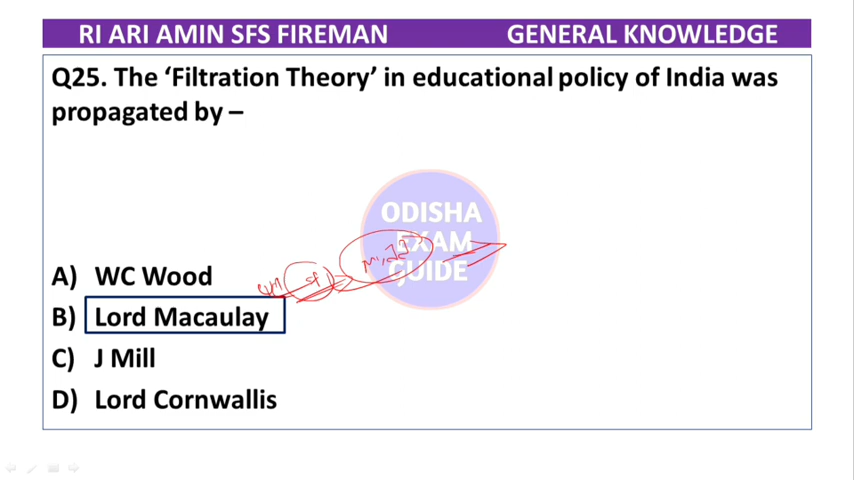 RI ARI AMIN SFS FIREMAN GENERAL KNOWLEDGE
Q25. The ‘Filtration Theory’ in educational policy of India was
propagated by –
ODISHA
EXAM
GUIDE
A) WC Wood
B) Lord Macaulay
C) J Mill
D) Lord Cornwallis